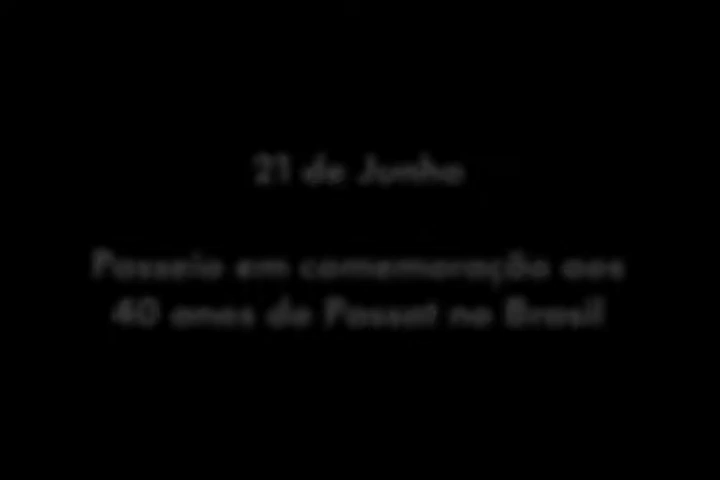 21 de Junho
Passeio em comemoração aos
40 anos do Passat no Brasil